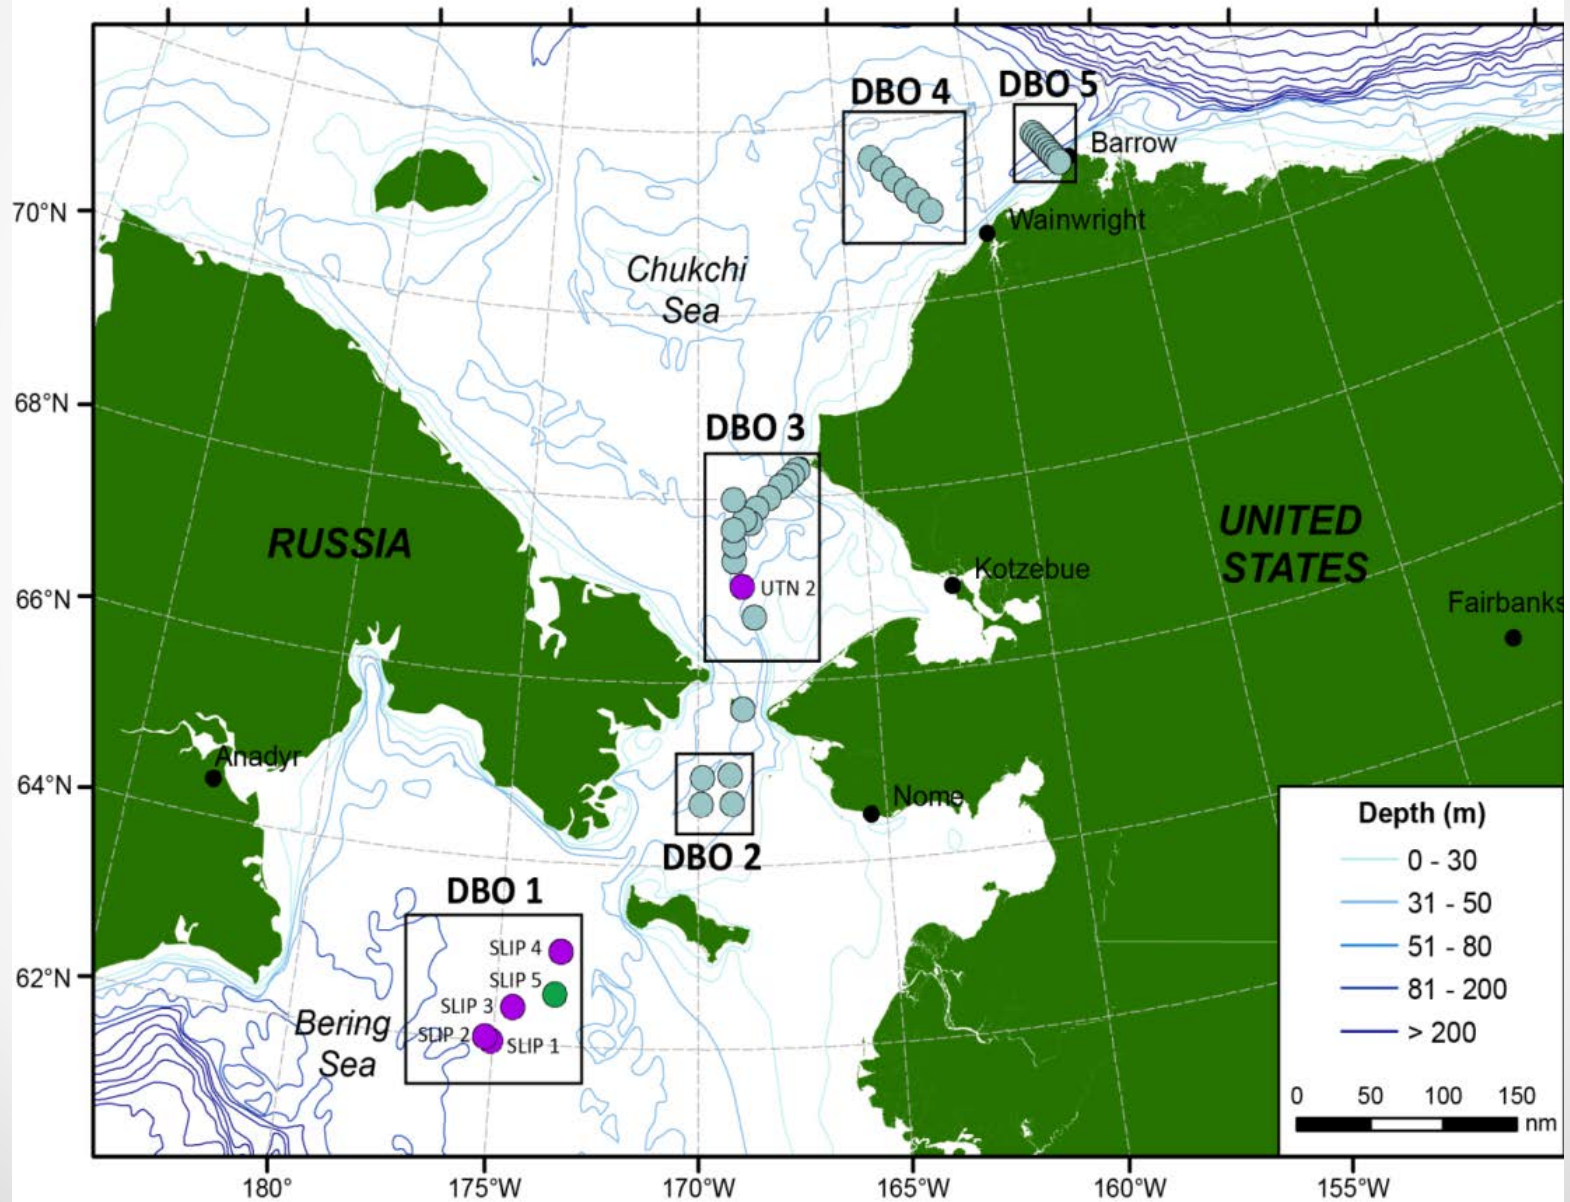 DBO 4
DBO 5
Barrow
70°N
Wainwright
Chukchi
Sea
68°N
DBO 3
RUSSIA
UNITED
STATES
Kotzebue
UTN 2
66°N
Fairbanks
Anadyr
64°N
Nome
DBO 2
DBO 1
SLIP 4
SLIP 5
SLIP 3
SLIP 2
SLIP 1
62°N
Bering
Sea
Depth (m)
0 - 30
31 - 50
51 - 80
81 - 200
> 200
0 50 100 150
nm
180° 175°W 170°W 165°W 160°W 155°W